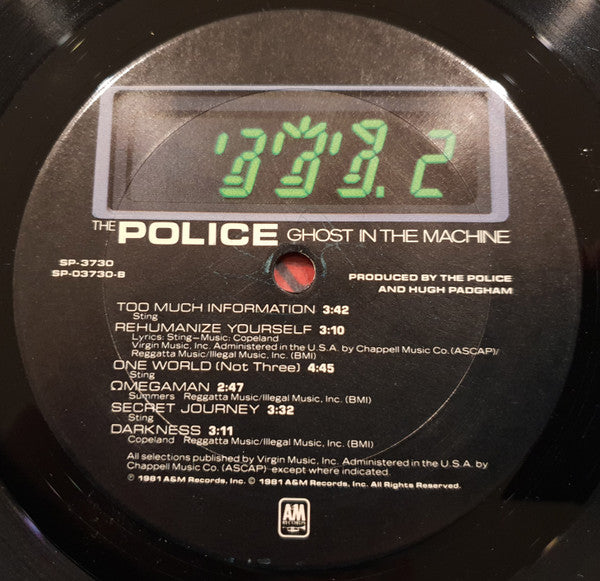 2
THE POLICE GHOST IN THE MACHINE
SP-3730
SP-03730-B
PRODUCED BY THE POLICE
AND HUGH PADGHAM
TOO MUCH INFORMATION 3:42
Sting
REHUMANIZE YOURSELF 3:10
Lyrics: Sting—Music: Copeland
Virgin Music, Inc. Administered in the U.S.A. by Chappell Music Co. (ASCAP)/
Reggatta Music/Illegal Music, Inc. (BMI)
ONE WORLD (Not Three) 4:45
Sting
ΩMEGAMAN 2:47
Summers Reggatta Music/Illegal Music, Inc. (BMI)
SECRET JOURNEY 3:32
Sting
DARKNESS 3:11
Copeland Reggatta Music/Illegal Music, Inc. (BMI)
All selections published by Virgin Music, Inc. Administered in the U.S.A. by
Chappell Music Co. (ASCAP) except where indicated.
℗ 1981 A&M Records, Inc. © 1981 A&M Records, Inc. All Rights Reserved.
A&M
RECORDS